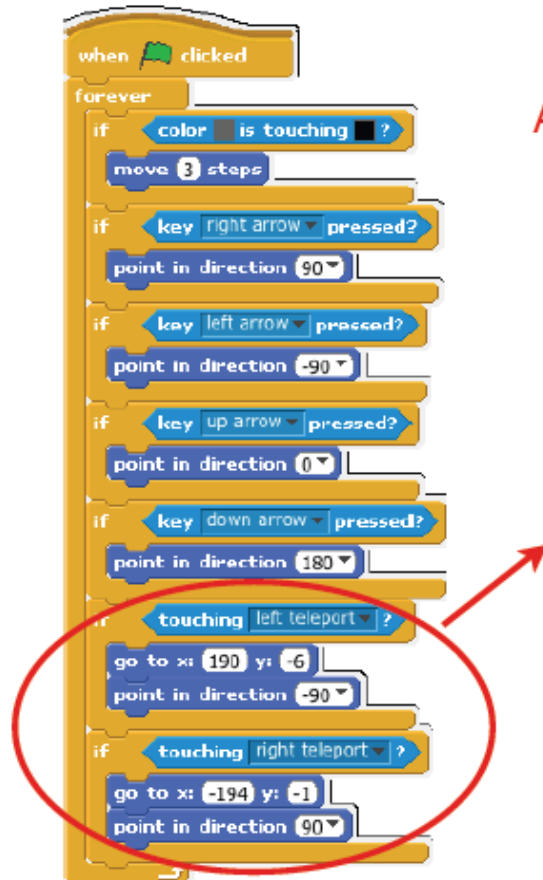 when clicked
forever
if color is touching ?
move 3 steps
if key right arrow pressed?
point in direction 90
if key left arrow pressed?
point in direction -90
if key up arrow pressed?
point in direction 0
if key down arrow pressed?
point in direction 180
if touching left teleport ?
go to x: 190 y: -6
point in direction -90
if touching right teleport ?
go to x: -194 y: -1
point in direction 90